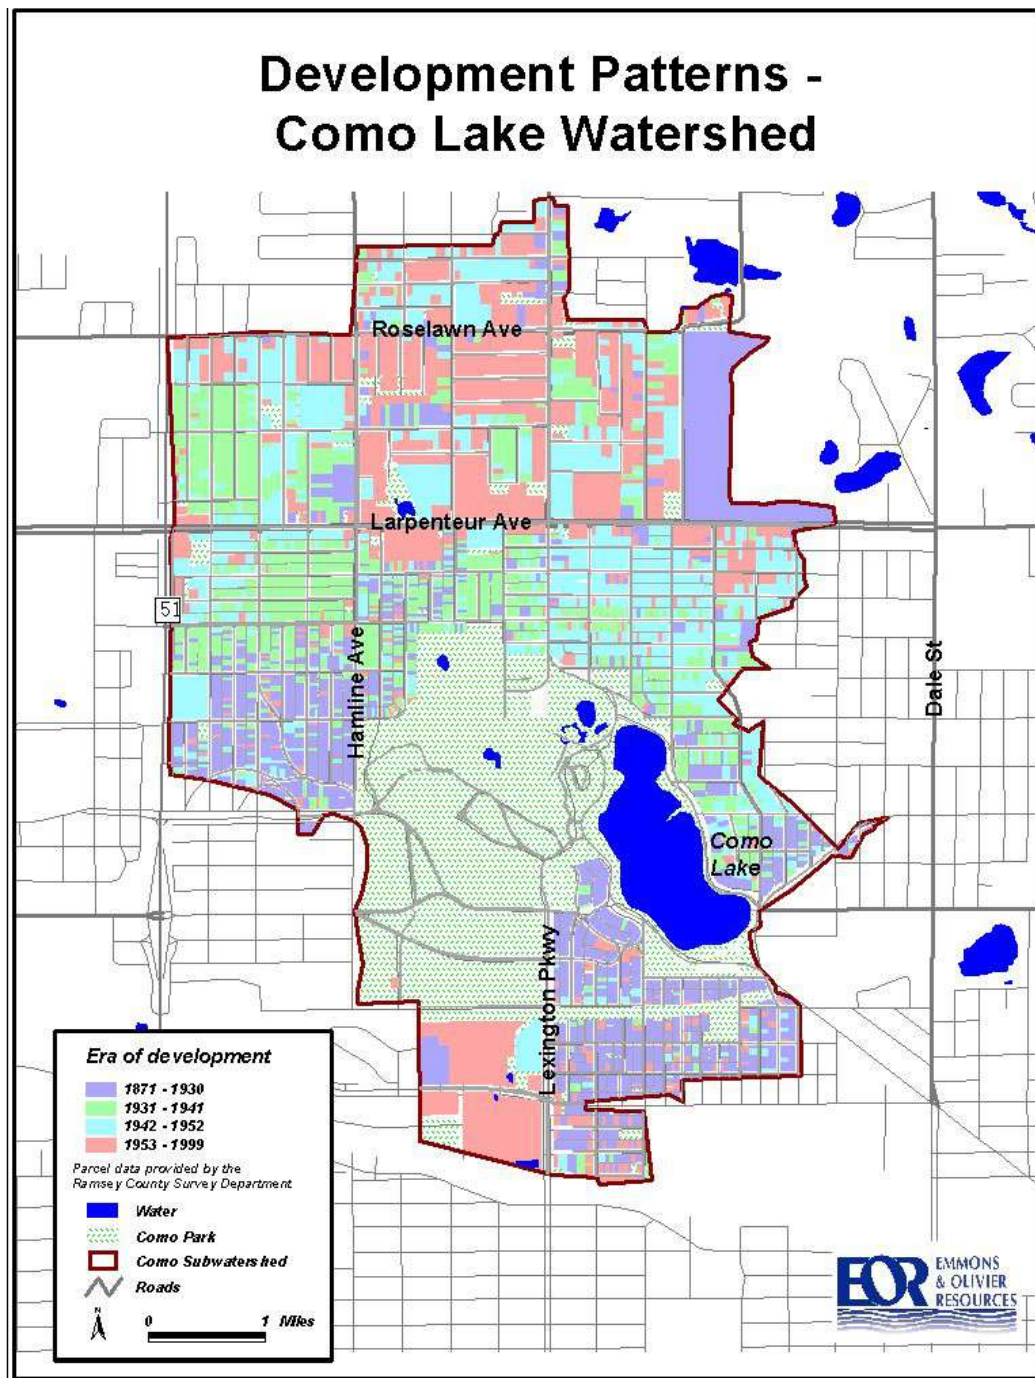 Development Patterns -
Como Lake Watershed
Roselawn Ave
Larpenteur Ave
51
Hamline Ave
Dale St
Como
Lake
Lexington Pkwy
Era of development
1871 - 1930
1931 - 1941
1942 - 1952
1953 - 1999
Parcel data provided by the
Ramsey County Survey Department
Water
Como Park
Como Subwatershed
Roads
N
0 1 Miles
EOR EMMONS
& OLIVIER
RESOURCES